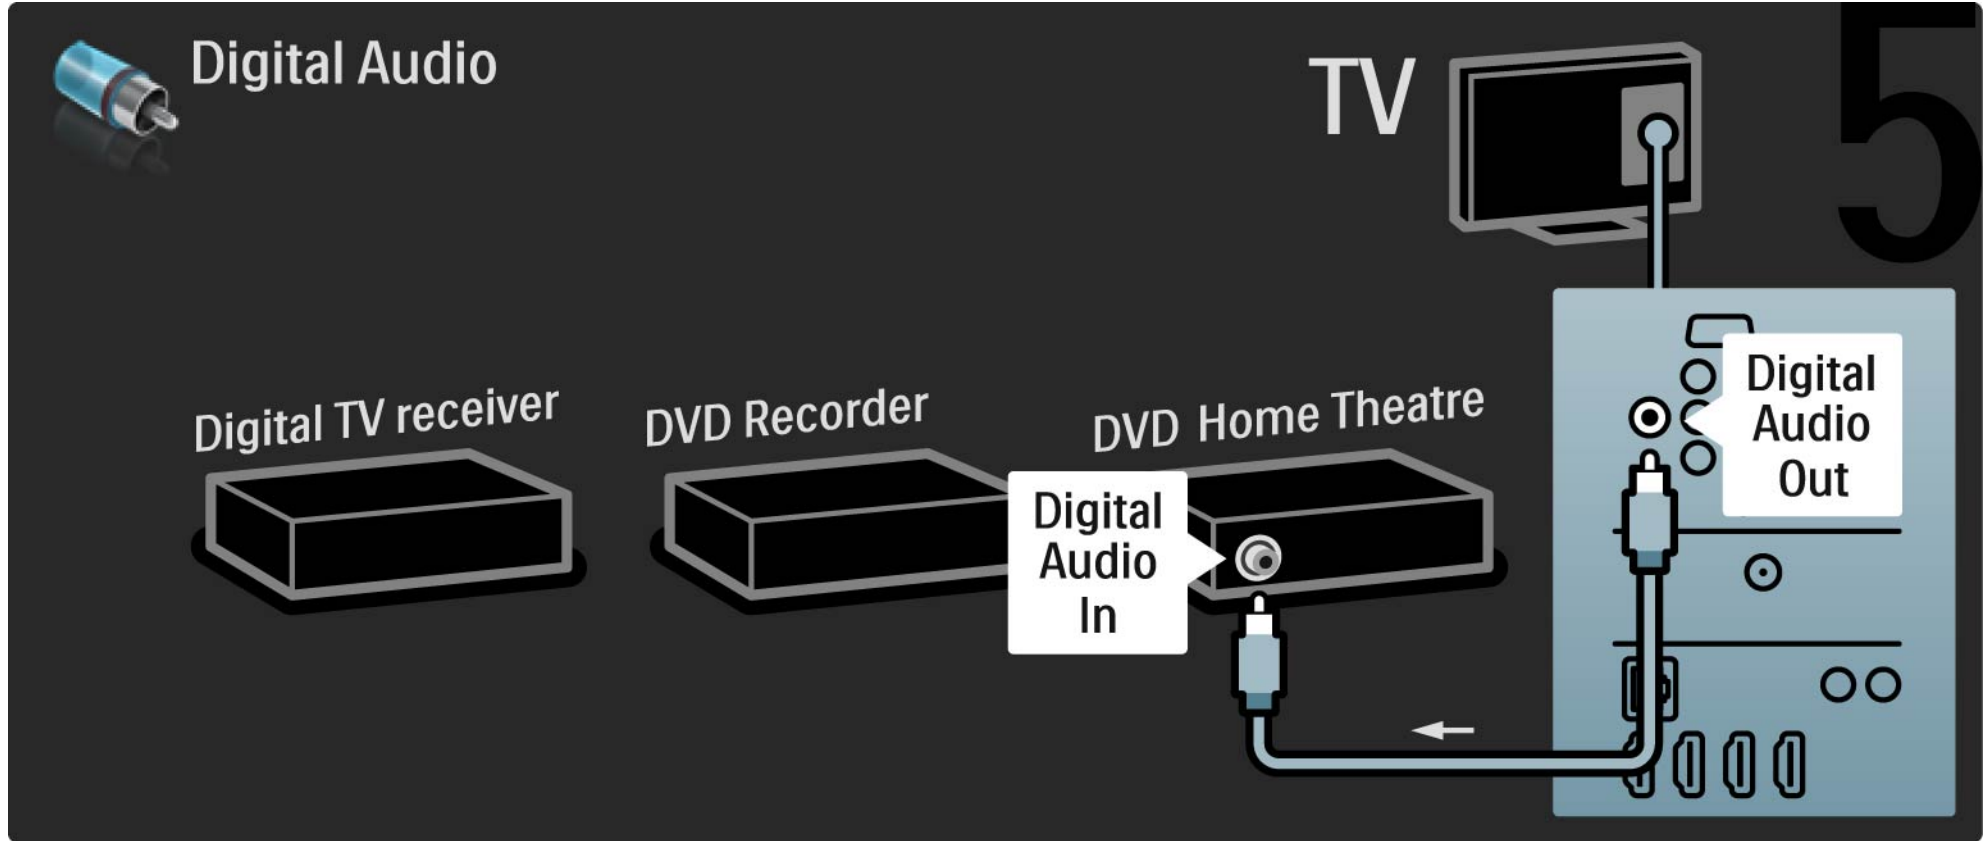 Digital Audio
TV
5
Digital TV receiver
DVD Recorder
DVD Home Theatre
Digital
Audio
In
Digital
Audio
Out